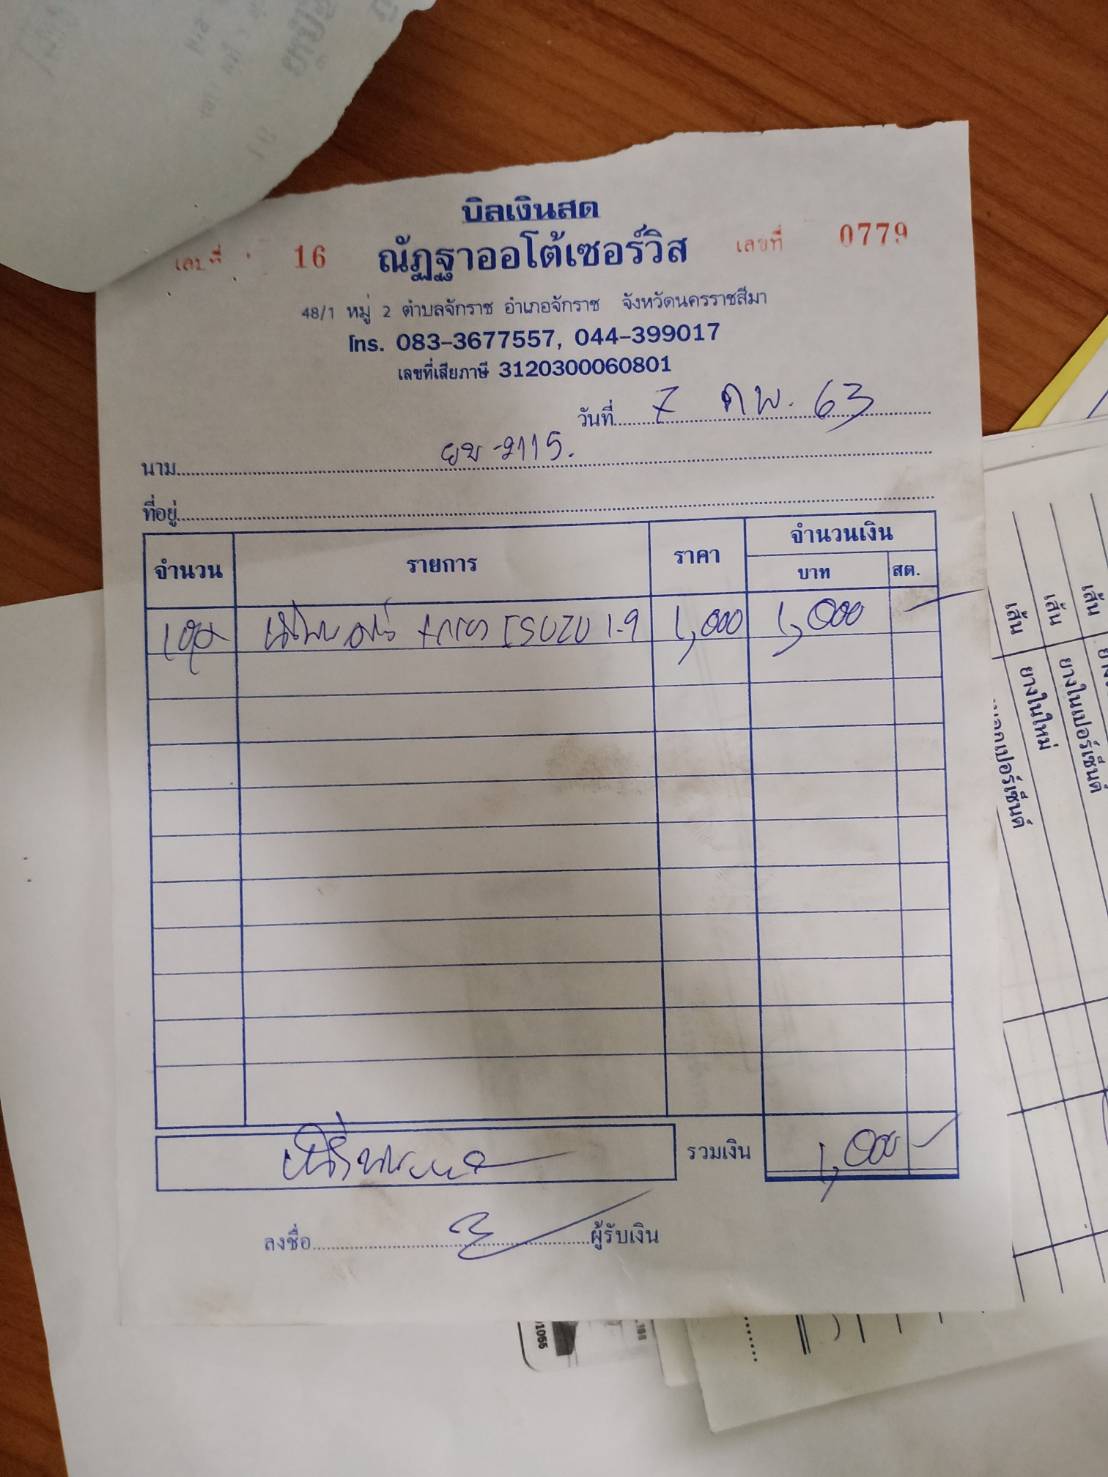 บิลเงินสด
เล่มที่ 16 ณัฏฐาออโต้เซอร์วิส เลขที่ 0779
48/1 หมู่ 2 ตำบลจักราช อำเภอจักราช จังหวัดนครราชสีมา
โทร. 083-3677557, 044-399017
เลขที่เสียภาษี 3120300060801
วันที่ 7 กพ. 63
นาม -2115.
ที่อยู่
จำนวน รายการ ราคา จำนวนเงิน
บาท สต.
ISUZU 1.9 1,000 1,000
รวมเงิน 1,000
ลงชื่อ ผู้รับเงิน
เส้น
เส้น
เส้น
ยางในเปอร์เซ็นต์
ยางในใหม่